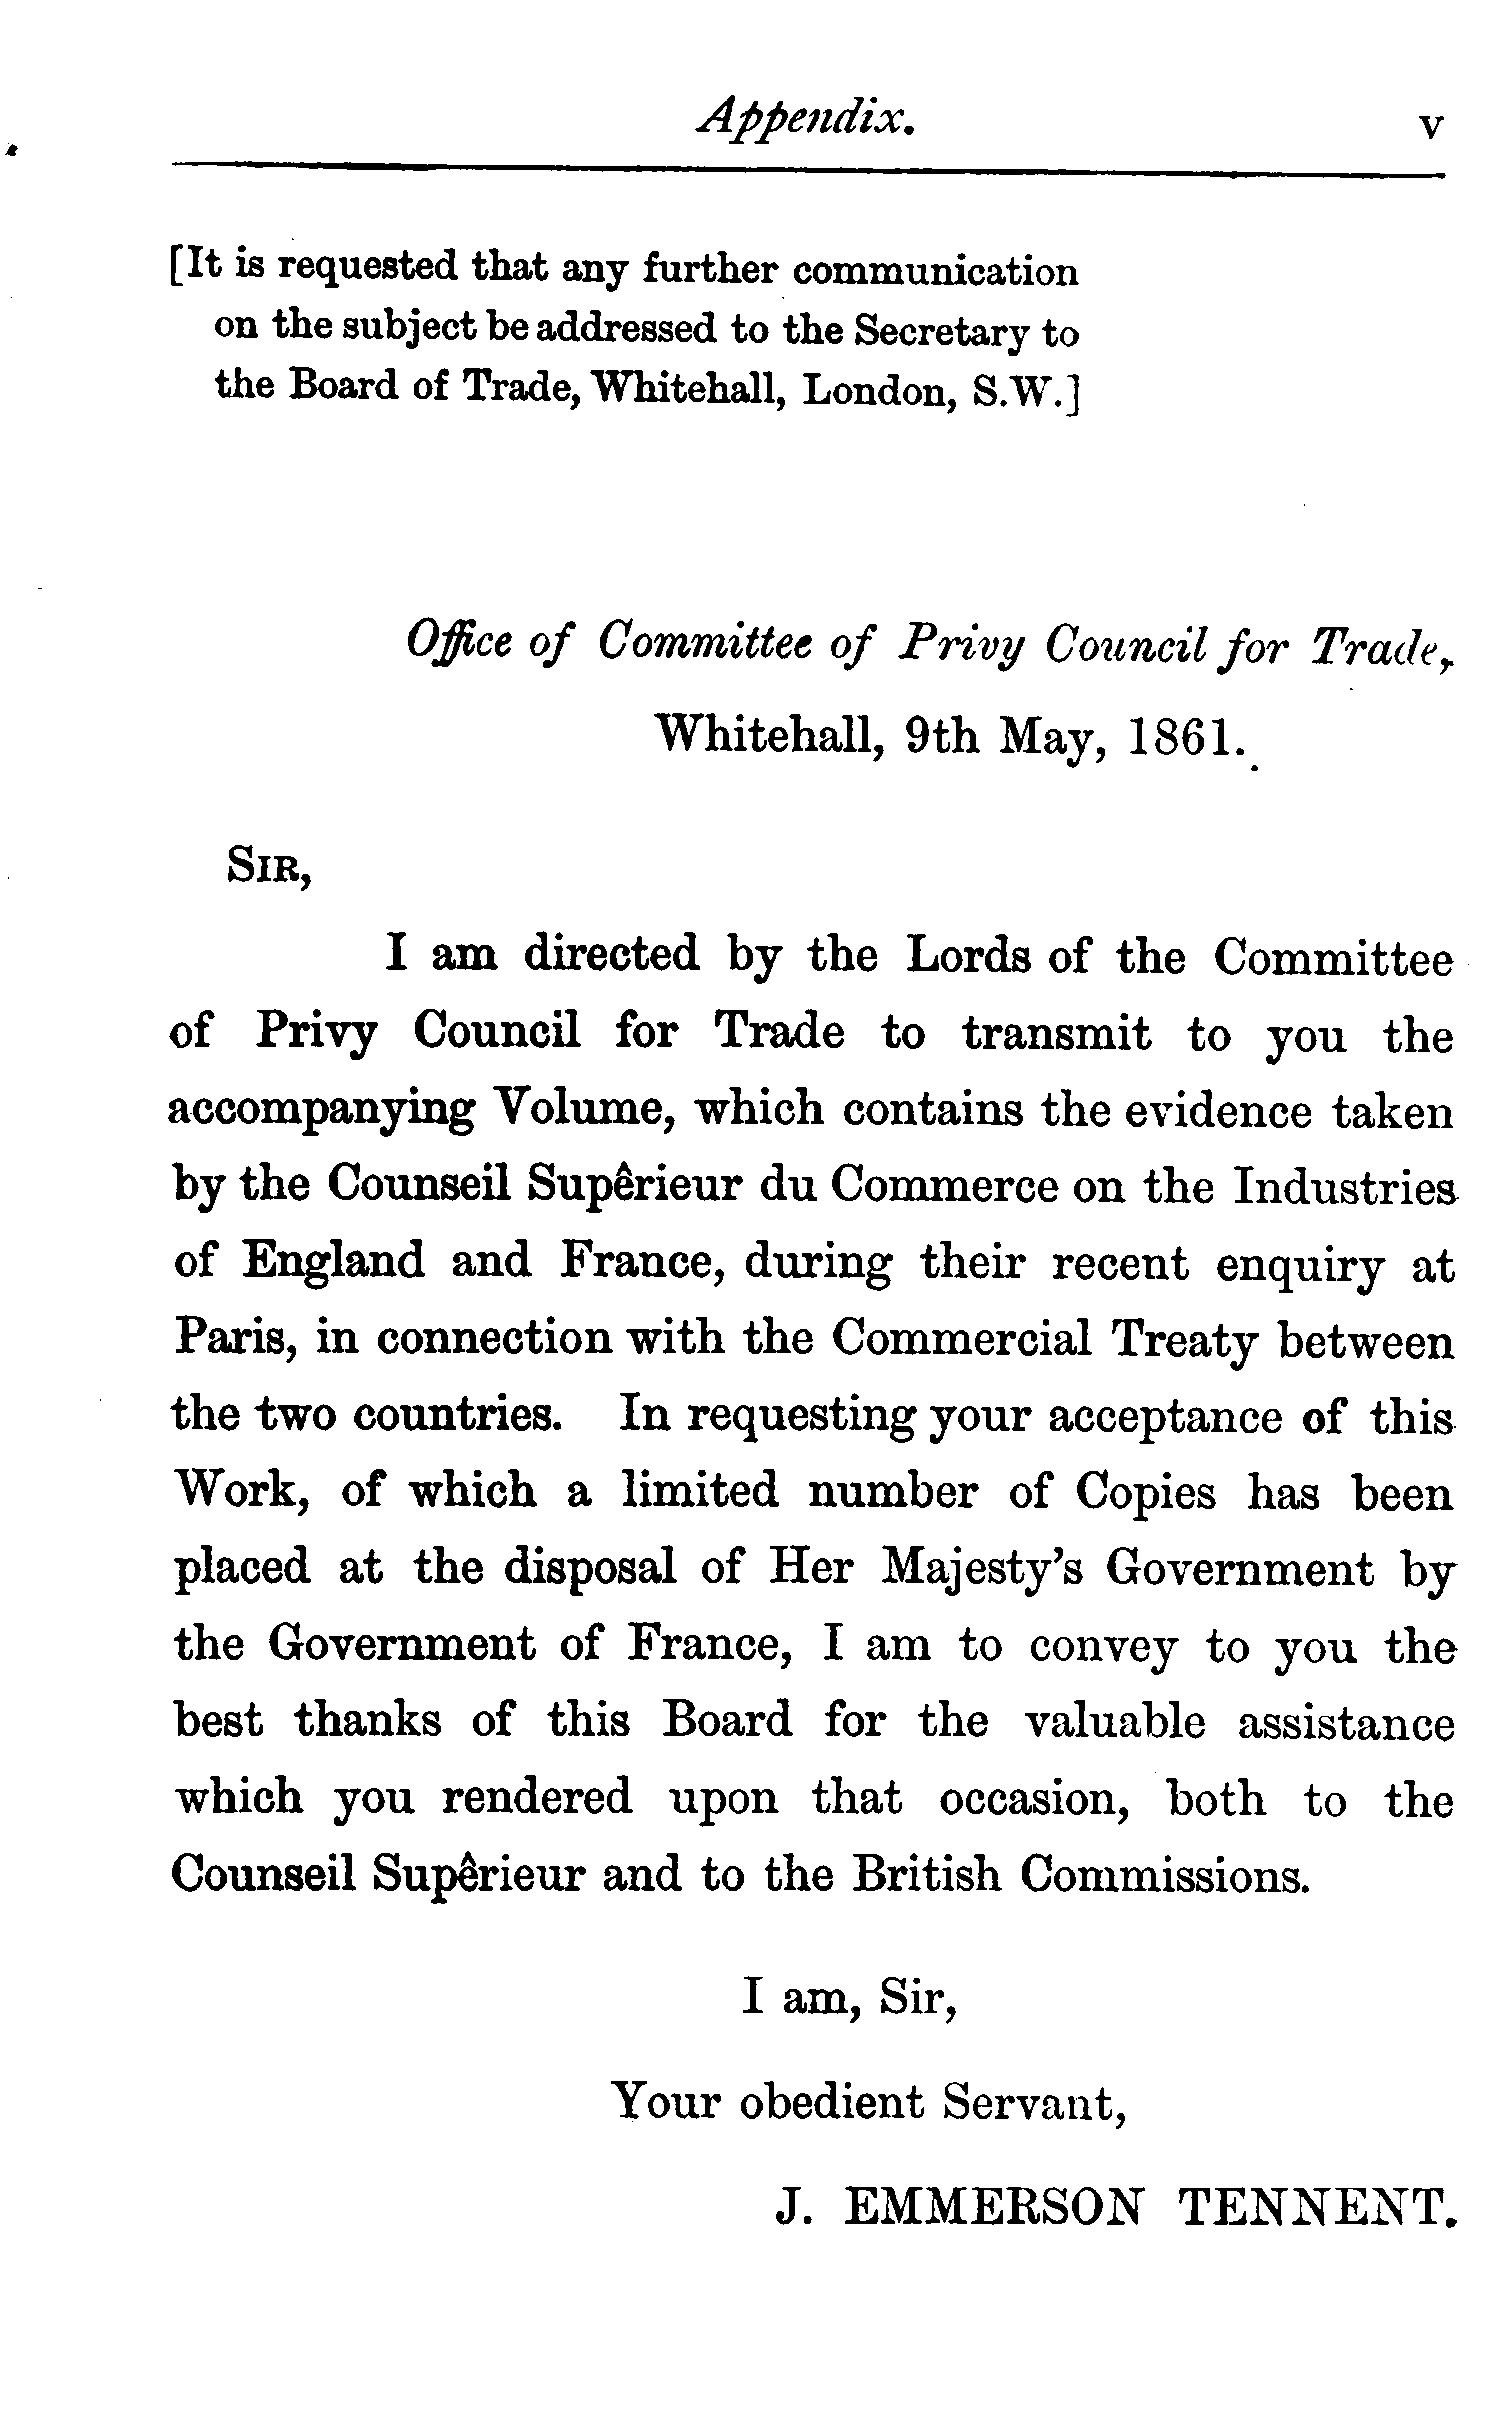 Appendix. v
[It is requested that any further communication
on the subject be addressed to the Secretary to
the Board of Trade, Whitehall, London, S.W.]
Office of Committee of Privy Council for Trade,
Whitehall, 9th May, 1861.
SIR,
I am directed by the Lords of the Committee
of Privy Council for Trade to transmit to you the
accompanying Volume, which contains the evidence taken
by the Counseil Supêrieur du Commerce on the Industries
of England and France, during their recent enquiry at
Paris, in connection with the Commercial Treaty between
the two countries. In requesting your acceptance of this
Work, of which a limited number of Copies has been
placed at the disposal of Her Majesty's Government by
the Government of France, I am to convey to you the
best thanks of this Board for the valuable assistance
which you rendered upon that occasion, both to the
Counseil Supêrieur and to the British Commissions.
I am, Sir,
Your obedient Servant,
J. EMMERSON TENNENT.